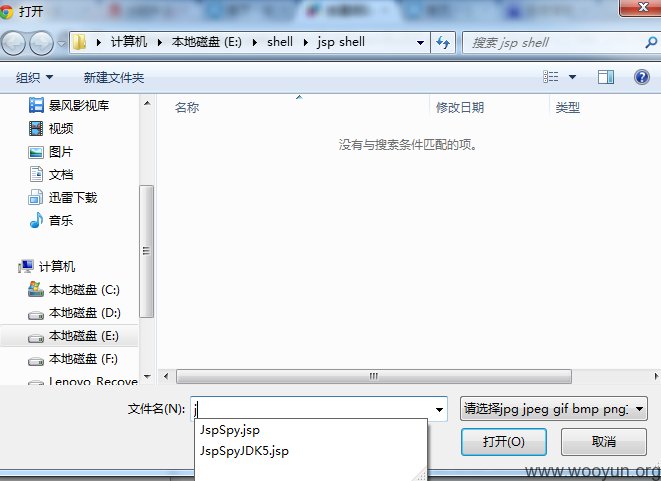 打开
计算机 本地磁盘 (E:) shell jsp shell
搜索 jsp shell
组织 新建文件夹
名称 修改日期 类型
没有与搜索条件匹配的项。
暴风影视库
视频
图片
文档
迅雷下载
音乐
计算机
本地磁盘 (C:)
本地磁盘 (D:)
本地磁盘 (E:)
本地磁盘 (F:)
Lenovo_Recove
文件名(N): j
请选择jpg jpeg gif bmp png
JspSpy.jsp
JspSpyJDK5.jsp
打开(O) 取消
www.wooyun.org